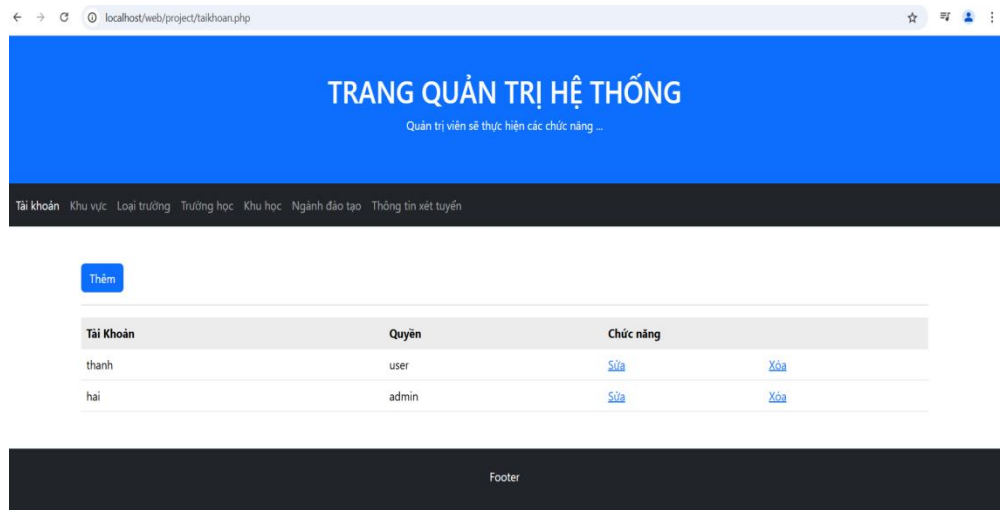 localhost/web/project/taikhoan.php
TRANG QUẢN TRỊ HỆ THỐNG
Quản trị viên sẽ thực hiện các chức năng ...
Tài khoản Khu vực Loại trường Trường học Khu học Ngành đào tạo Thông tin xét tuyển
Thêm
Tài Khoản Quyền Chức năng
thanh user Sửa Xóa
hai admin Sửa Xóa
Footer